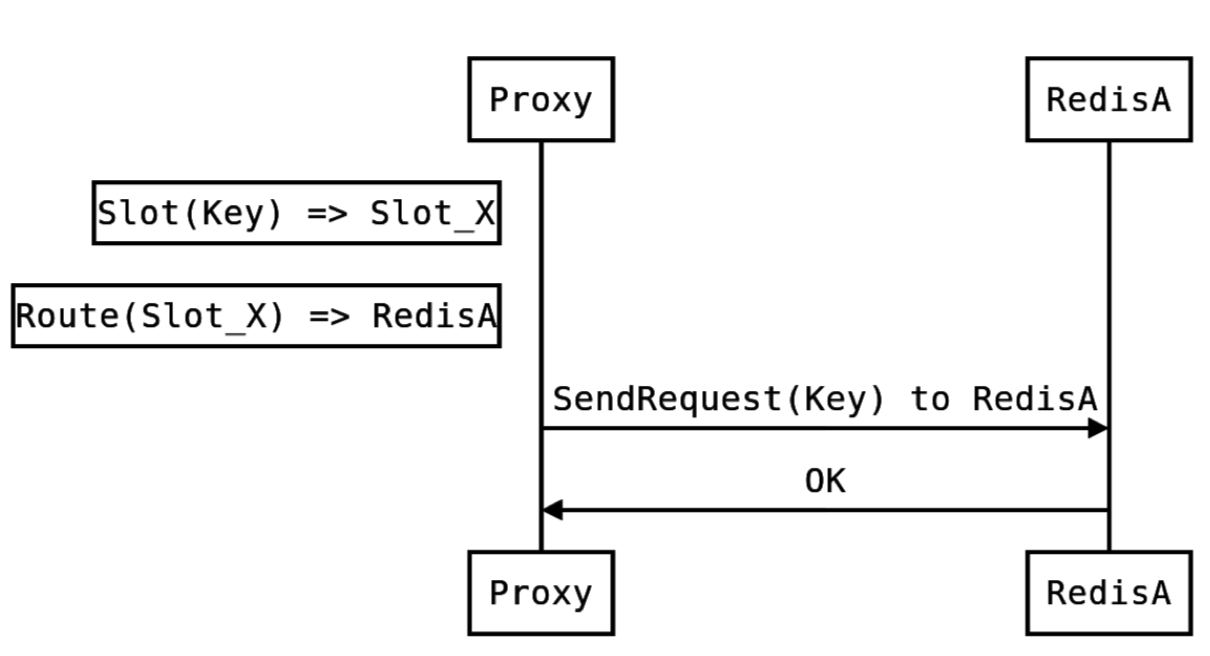 Proxy
RedisA
Slot(Key) => Slot_X
Route(Slot_X) => RedisA
SendRequest(Key) to RedisA
OK
Proxy
RedisA